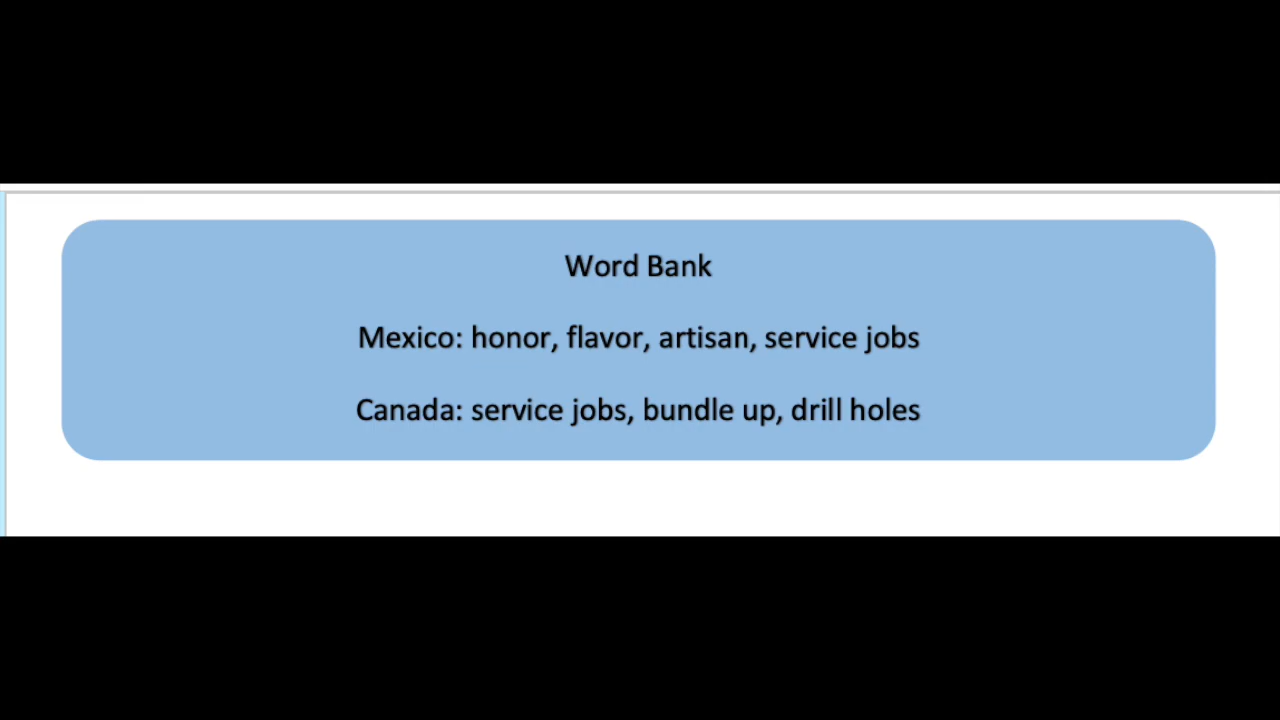 Word Bank
Mexico: honor, flavor, artisan, service jobs
Canada: service jobs, bundle up, drill holes